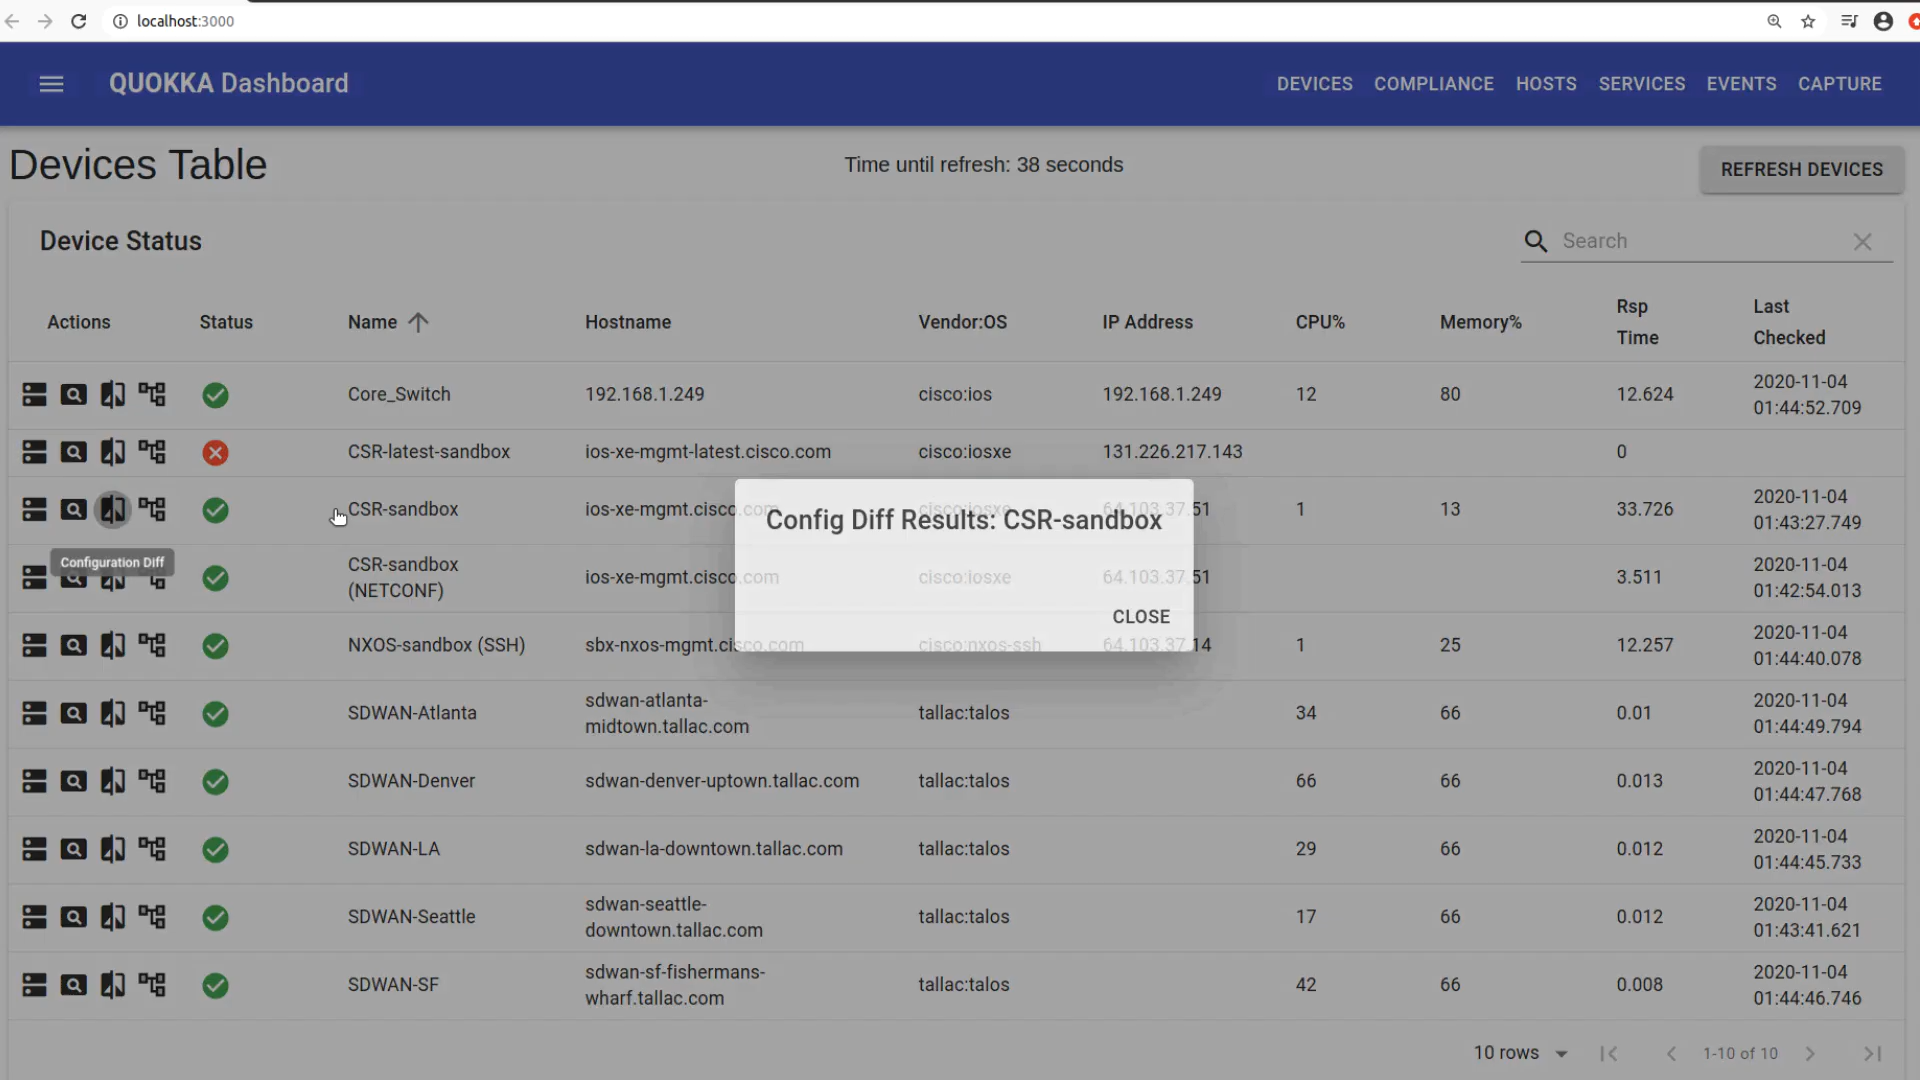 localhost:3000
QUOKKA Dashboard
DEVICES COMPLIANCE HOSTS SERVICES EVENTS CAPTURE
Devices Table
Time until refresh: 38 seconds
REFRESH DEVICES
Device Status
Search
Actions Status Name Hostname Vendor:OS IP Address CPU% Memory% Rsp Time Last Checked
Core_Switch 192.168.1.249 cisco:ios 192.168.1.249 12 80 12.624 2020-11-04 01:44:52.709
CSR-latest-sandbox ios-xe-mgmt-latest.cisco.com cisco:iosxe 131.226.217.143 0
CSR-sandbox ios-xe-mgmt.cisco.com cisco:iosxe 64.103.37.51 1 13 33.726 2020-11-04 01:43:27.749
Config Diff Results: CSR-sandbox
Configuration Diff
CSR-sandbox (NETCONF) ios-xe-mgmt.cisco.com cisco:iosxe 64.103.37.51 3.511 2020-11-04 01:42:54.013
CLOSE
NXOS-sandbox (SSH) sbx-nxos-mgmt.cisco.com cisco:nxos-ssh 64.103.37.14 1 25 12.257 2020-11-04 01:44:40.078
SDWAN-Atlanta sdwan-atlanta-midtown.tallac.com tallac:talos 34 66 0.01 2020-11-04 01:44:49.794
SDWAN-Denver sdwan-denver-uptown.tallac.com tallac:talos 66 66 0.013 2020-11-04 01:44:47.768
SDWAN-LA sdwan-la-downtown.tallac.com tallac:talos 29 66 0.012 2020-11-04 01:44:45.733
SDWAN-Seattle sdwan-seattle-downtown.tallac.com tallac:talos 17 66 0.012 2020-11-04 01:43:41.621
SDWAN-SF sdwan-sf-fishermans-wharf.tallac.com tallac:talos 42 66 0.008 2020-11-04 01:44:46.746
10 rows 1-10 of 10